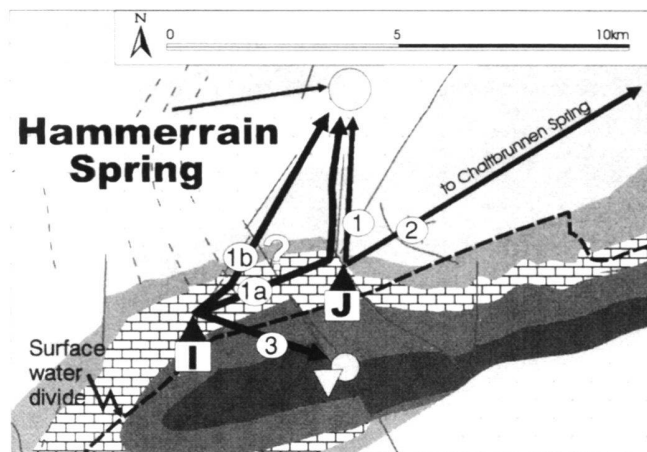 N
0 5 10km
Hammerrain
Spring
to Chaltbrunnen Spring
1
2
1b
?
1a
J
I
3
Surface
water
divide